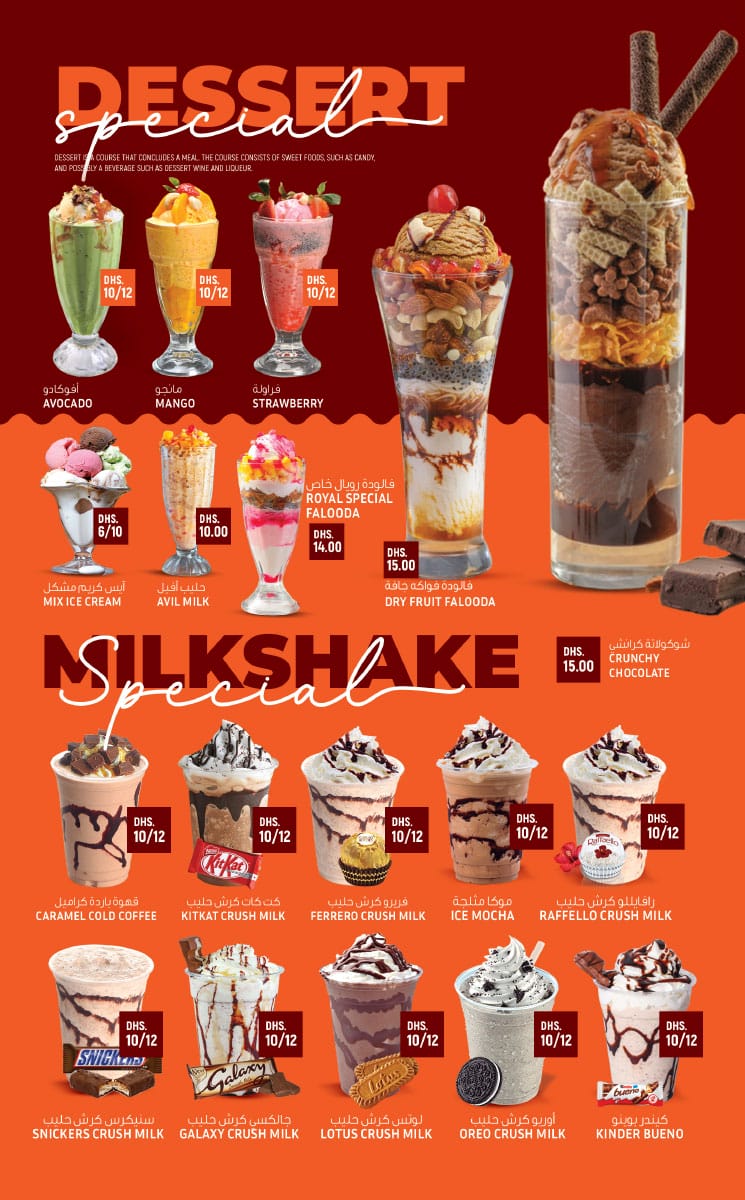 DESSERT
special
DESSERT IS A COURSE THAT CONCLUDES A MEAL. THE COURSE CONSISTS OF SWEET FOODS, SUCH AS CANDY,
AND POSSIBLY A BEVERAGE SUCH AS DESSERT WINE AND LIQUEUR.
DHS.
10/12
أفوكادو
AVOCADO
DHS.
10/12
مانجو
MANGO
DHS.
10/12
فراولة
STRAWBERRY
DHS.
6/10
آيس كريم مشكل
MIX ICE CREAM
DHS.
10.00
حليب أفيل
AVIL MILK
فالودة رويال خاص
ROYAL SPECIAL
FALOODA
DHS.
14.00
DHS.
15.00
فالودة فواكه جافة
DRY FRUIT FALOODA
DHS.
15.00
شوكولاتة كرانشي
CRUNCHY
CHOCOLATE
MILKSHAKE
Special
DHS.
10/12
قهوة باردة كراميل
CARAMEL COLD COFFEE
DHS.
10/12
KitKat
كت كات كرش حليب
KITKAT CRUSH MILK
DHS.
10/12
فريرو كرش حليب
FERRERO CRUSH MILK
DHS.
10/12
موكا مثلجة
ICE MOCHA
DHS.
10/12
Raffaello
رافايللو كرش حليب
RAFFELLO CRUSH MILK
DHS.
10/12
SNICKERS
سنيكرس كرش حليب
SNICKERS CRUSH MILK
DHS.
10/12
Galaxy
جالكسي كرش حليب
GALAXY CRUSH MILK
DHS.
10/12
Lotus
لوتس كرش حليب
LOTUS CRUSH MILK
DHS.
10/12
OREO
أوريو كرش حليب
OREO CRUSH MILK
DHS.
10/12
kinder
bueno
كيندر بوينو
KINDER BUENO